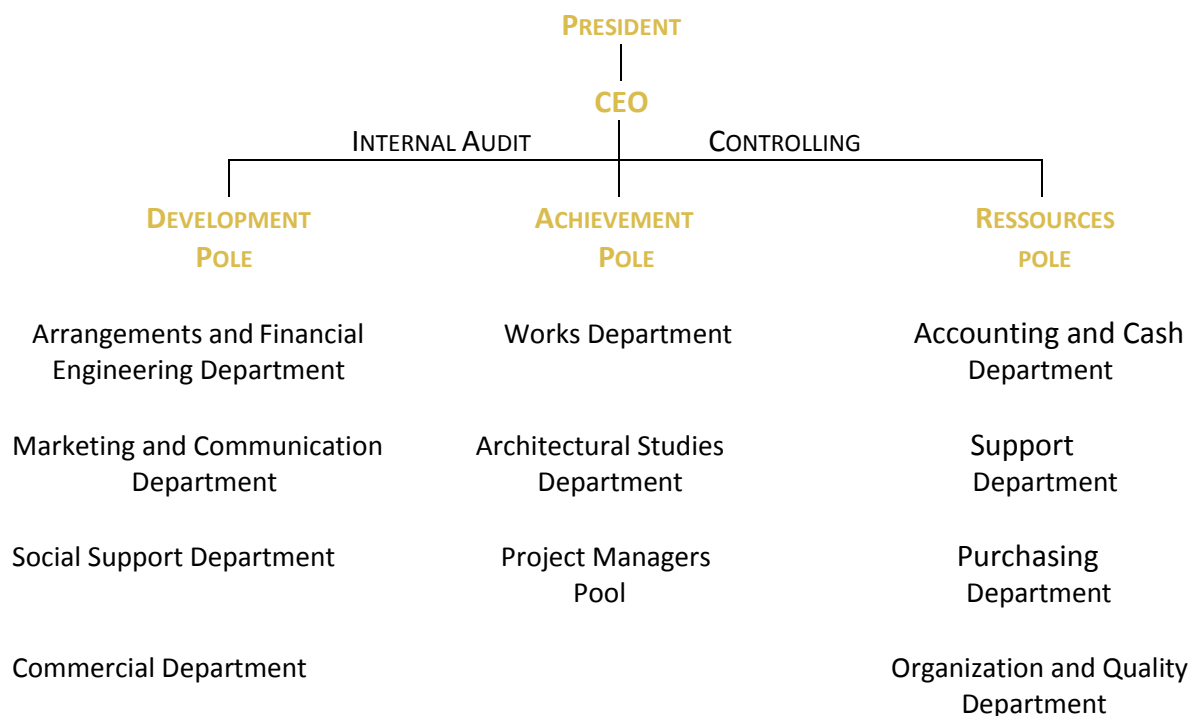 PRESIDENT
CEO
INTERNAL AUDIT
CONTROLLING
DEVELOPMENT
POLE
ACHIEVEMENT
POLE
RESSOURCES
POLE
Arrangements and Financial
Engineering Department
Works Department
Accounting and Cash
Department
Marketing and Communication
Department
Architectural Studies
Department
Support
Department
Social Support Department
Project Managers
Pool
Purchasing
Department
Commercial Department
Organization and Quality
Department